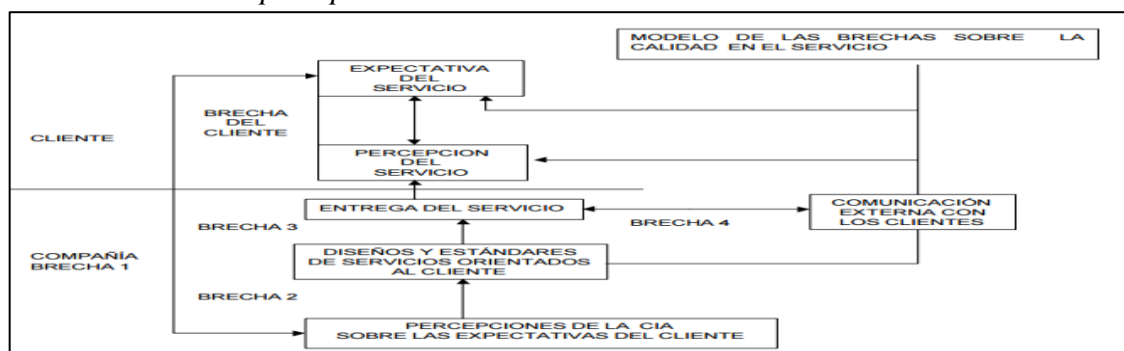 MODELO DE LAS BRECHAS SOBRE LA
CALIDAD EN EL SERVICIO
EXPECTATIVA
DEL
SERVICIO
BRECHA
DEL
CLIENTE
CLIENTE
PERCEPCION
DEL
SERVICIO
ENTREGA DEL SERVICIO
COMUNICACIÓN
EXTERNA CON
LOS CLIENTES
BRECHA 3
BRECHA 4
COMPAÑÍA
BRECHA 1
DISEÑOS Y ESTÁNDARES
DE SERVICIOS ORIENTADOS
AL CLIENTE
BRECHA 2
PERCEPCIONES DE LA CIA
SOBRE LAS EXPECTATIVAS DEL CLIENTE